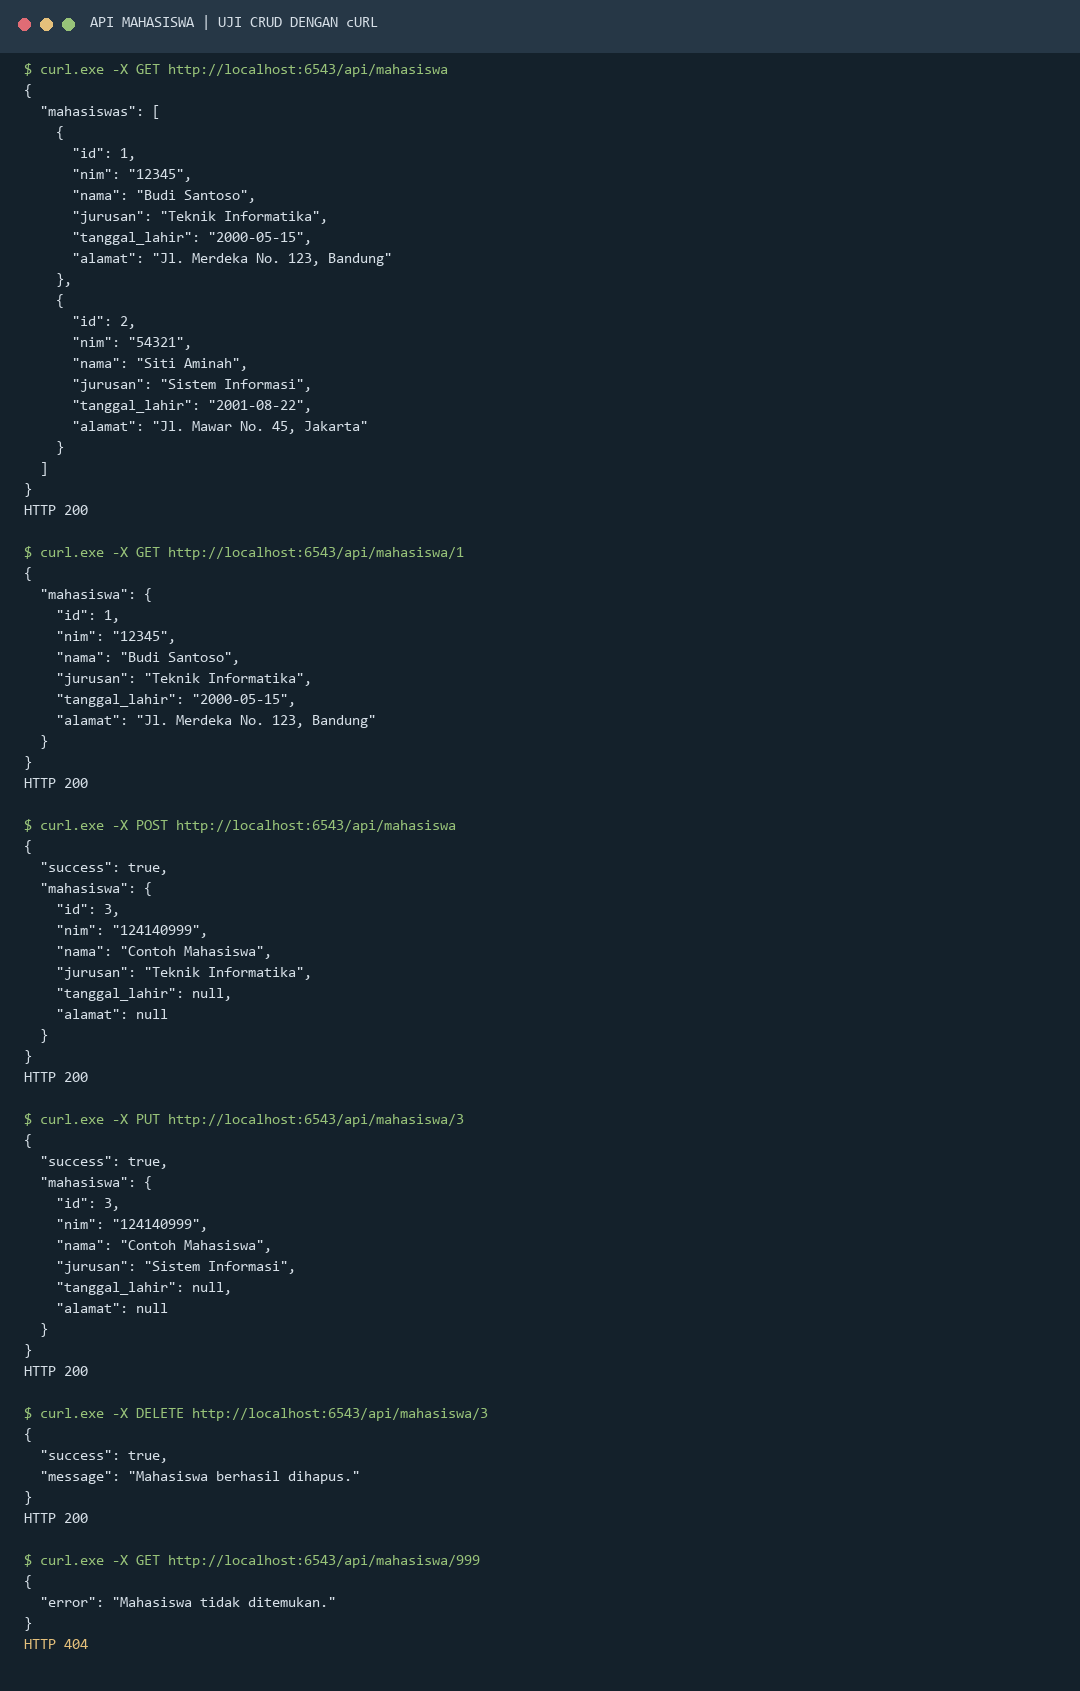 API MAHASISWA | UJI CRUD DENGAN cURL
$ curl.exe -X GET http://localhost:6543/api/mahasiswa
{
  "mahasiswas": [
    {
      "id": 1,
      "nim": "12345",
      "nama": "Budi Santoso",
      "jurusan": "Teknik Informatika",
      "tanggal_lahir": "2000-05-15",
      "alamat": "Jl. Merdeka No. 123, Bandung"
    },
    {
      "id": 2,
      "nim": "54321",
      "nama": "Siti Aminah",
      "jurusan": "Sistem Informasi",
      "tanggal_lahir": "2001-08-22",
      "alamat": "Jl. Mawar No. 45, Jakarta"
    }
  ]
}
HTTP 200

$ curl.exe -X GET http://localhost:6543/api/mahasiswa/1
{
  "mahasiswa": {
    "id": 1,
    "nim": "12345",
    "nama": "Budi Santoso",
    "jurusan": "Teknik Informatika",
    "tanggal_lahir": "2000-05-15",
    "alamat": "Jl. Merdeka No. 123, Bandung"
  }
}
HTTP 200

$ curl.exe -X POST http://localhost:6543/api/mahasiswa
{
  "success": true,
  "mahasiswa": {
    "id": 3,
    "nim": "124140999",
    "nama": "Contoh Mahasiswa",
    "jurusan": "Teknik Informatika",
    "tanggal_lahir": null,
    "alamat": null
  }
}
HTTP 200

$ curl.exe -X PUT http://localhost:6543/api/mahasiswa/3
{
  "success": true,
  "mahasiswa": {
    "id": 3,
    "nim": "124140999",
    "nama": "Contoh Mahasiswa",
    "jurusan": "Sistem Informasi",
    "tanggal_lahir": null,
    "alamat": null
  }
}
HTTP 200

$ curl.exe -X DELETE http://localhost:6543/api/mahasiswa/3
{
  "success": true,
  "message": "Mahasiswa berhasil dihapus."
}
HTTP 200

$ curl.exe -X GET http://localhost:6543/api/mahasiswa/999
{
  "error": "Mahasiswa tidak ditemukan."
}
HTTP 404